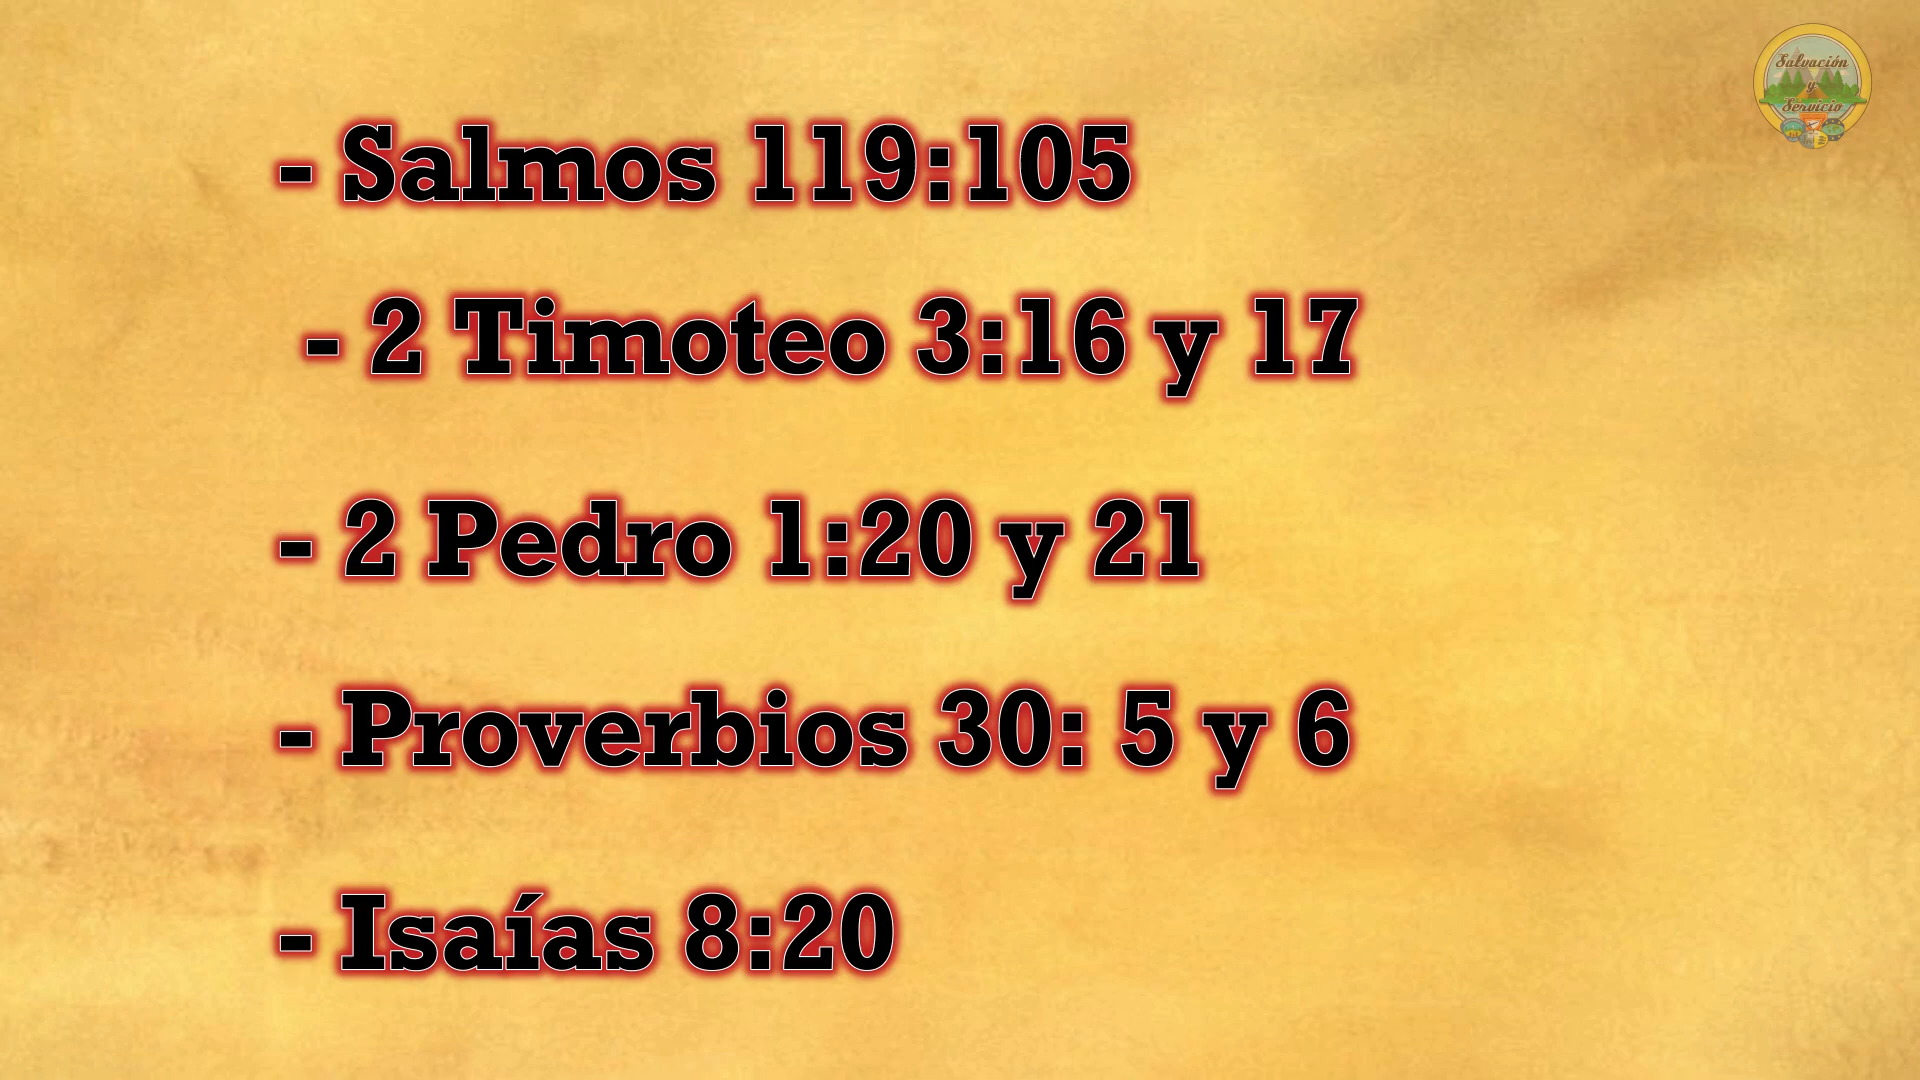 Salvación
y
Servicio
- Salmos 119:105
- 2 Timoteo 3:16 y 17
- 2 Pedro 1:20 y 21
- Proverbios 30: 5 y 6
- Isaías 8:20